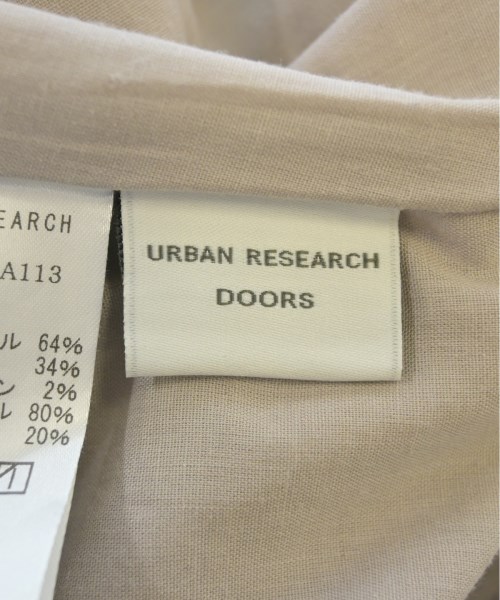 EARCH
A113
ル 64%
34%
ン 2%
ル 80%
20%
URBAN RESEARCH
DOORS